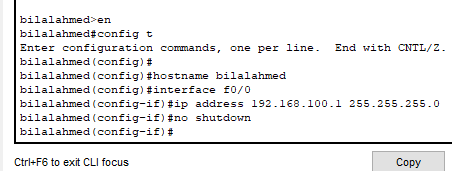 bilalahmed>en
bilalahmed#config t
Enter configuration commands, one per line.  End with CNTL/Z.
bilalahmed(config)#
bilalahmed(config)#hostname bilalahmed
bilalahmed(config)#interface f0/0
bilalahmed(config-if)#ip address 192.168.100.1 255.255.255.0
bilalahmed(config-if)#no shutdown
bilalahmed(config-if)#
Ctrl+F6 to exit CLI focus
Copy